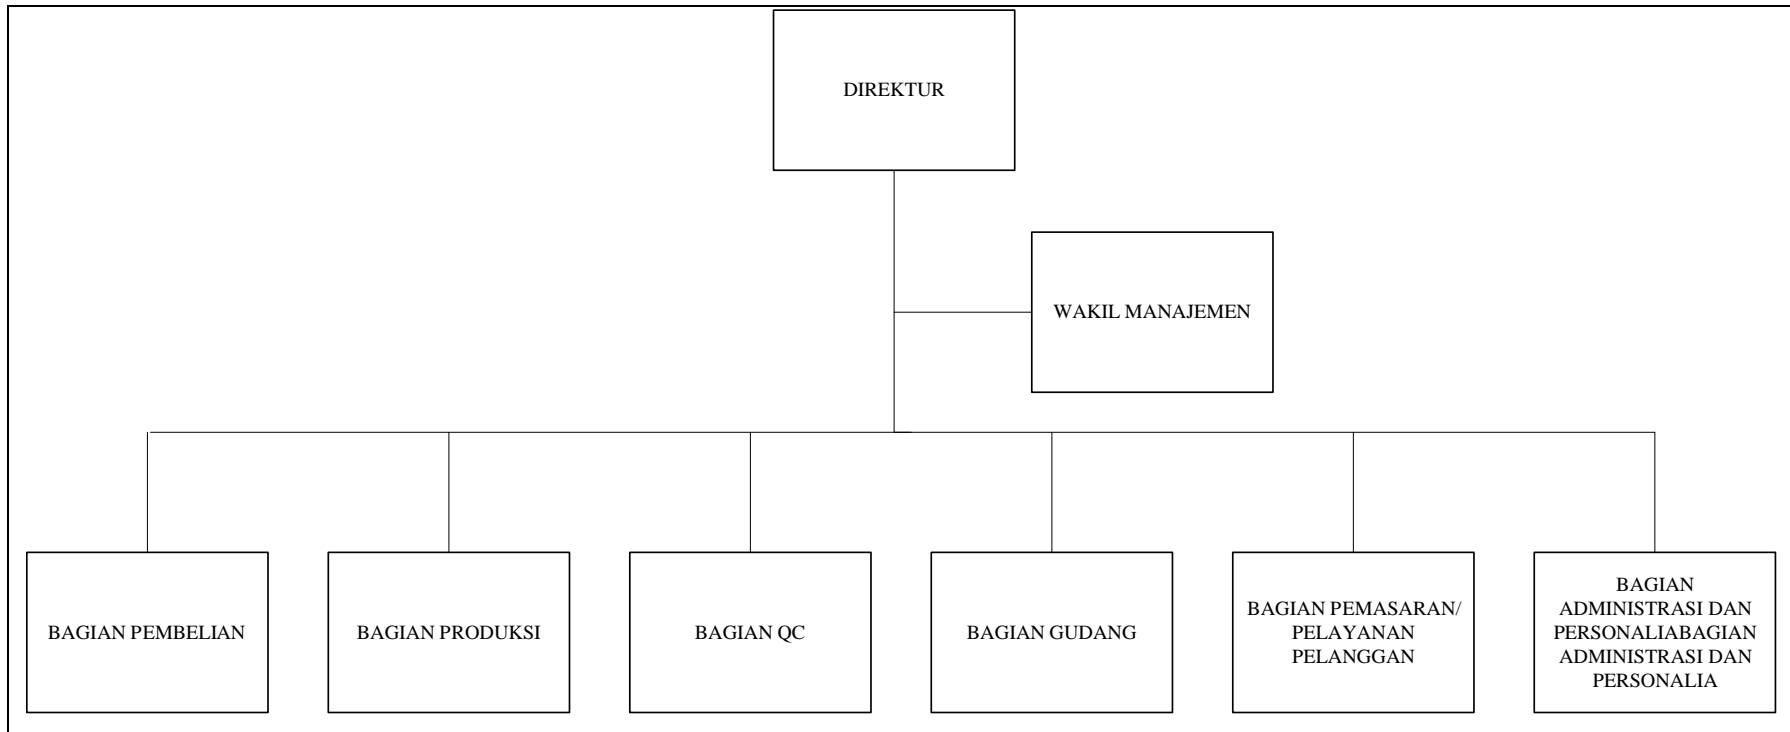 DIREKTUR
WAKIL MANAJEMEN
BAGIAN PEMBELIAN
BAGIAN PRODUKSI
BAGIAN QC
BAGIAN GUDANG
BAGIAN PEMASARAN/
PELAYANAN
PELANGGAN
BAGIAN
ADMINISTRASI DAN
PERSONALIABAGIAN
ADMINISTRASI DAN
PERSONALIA